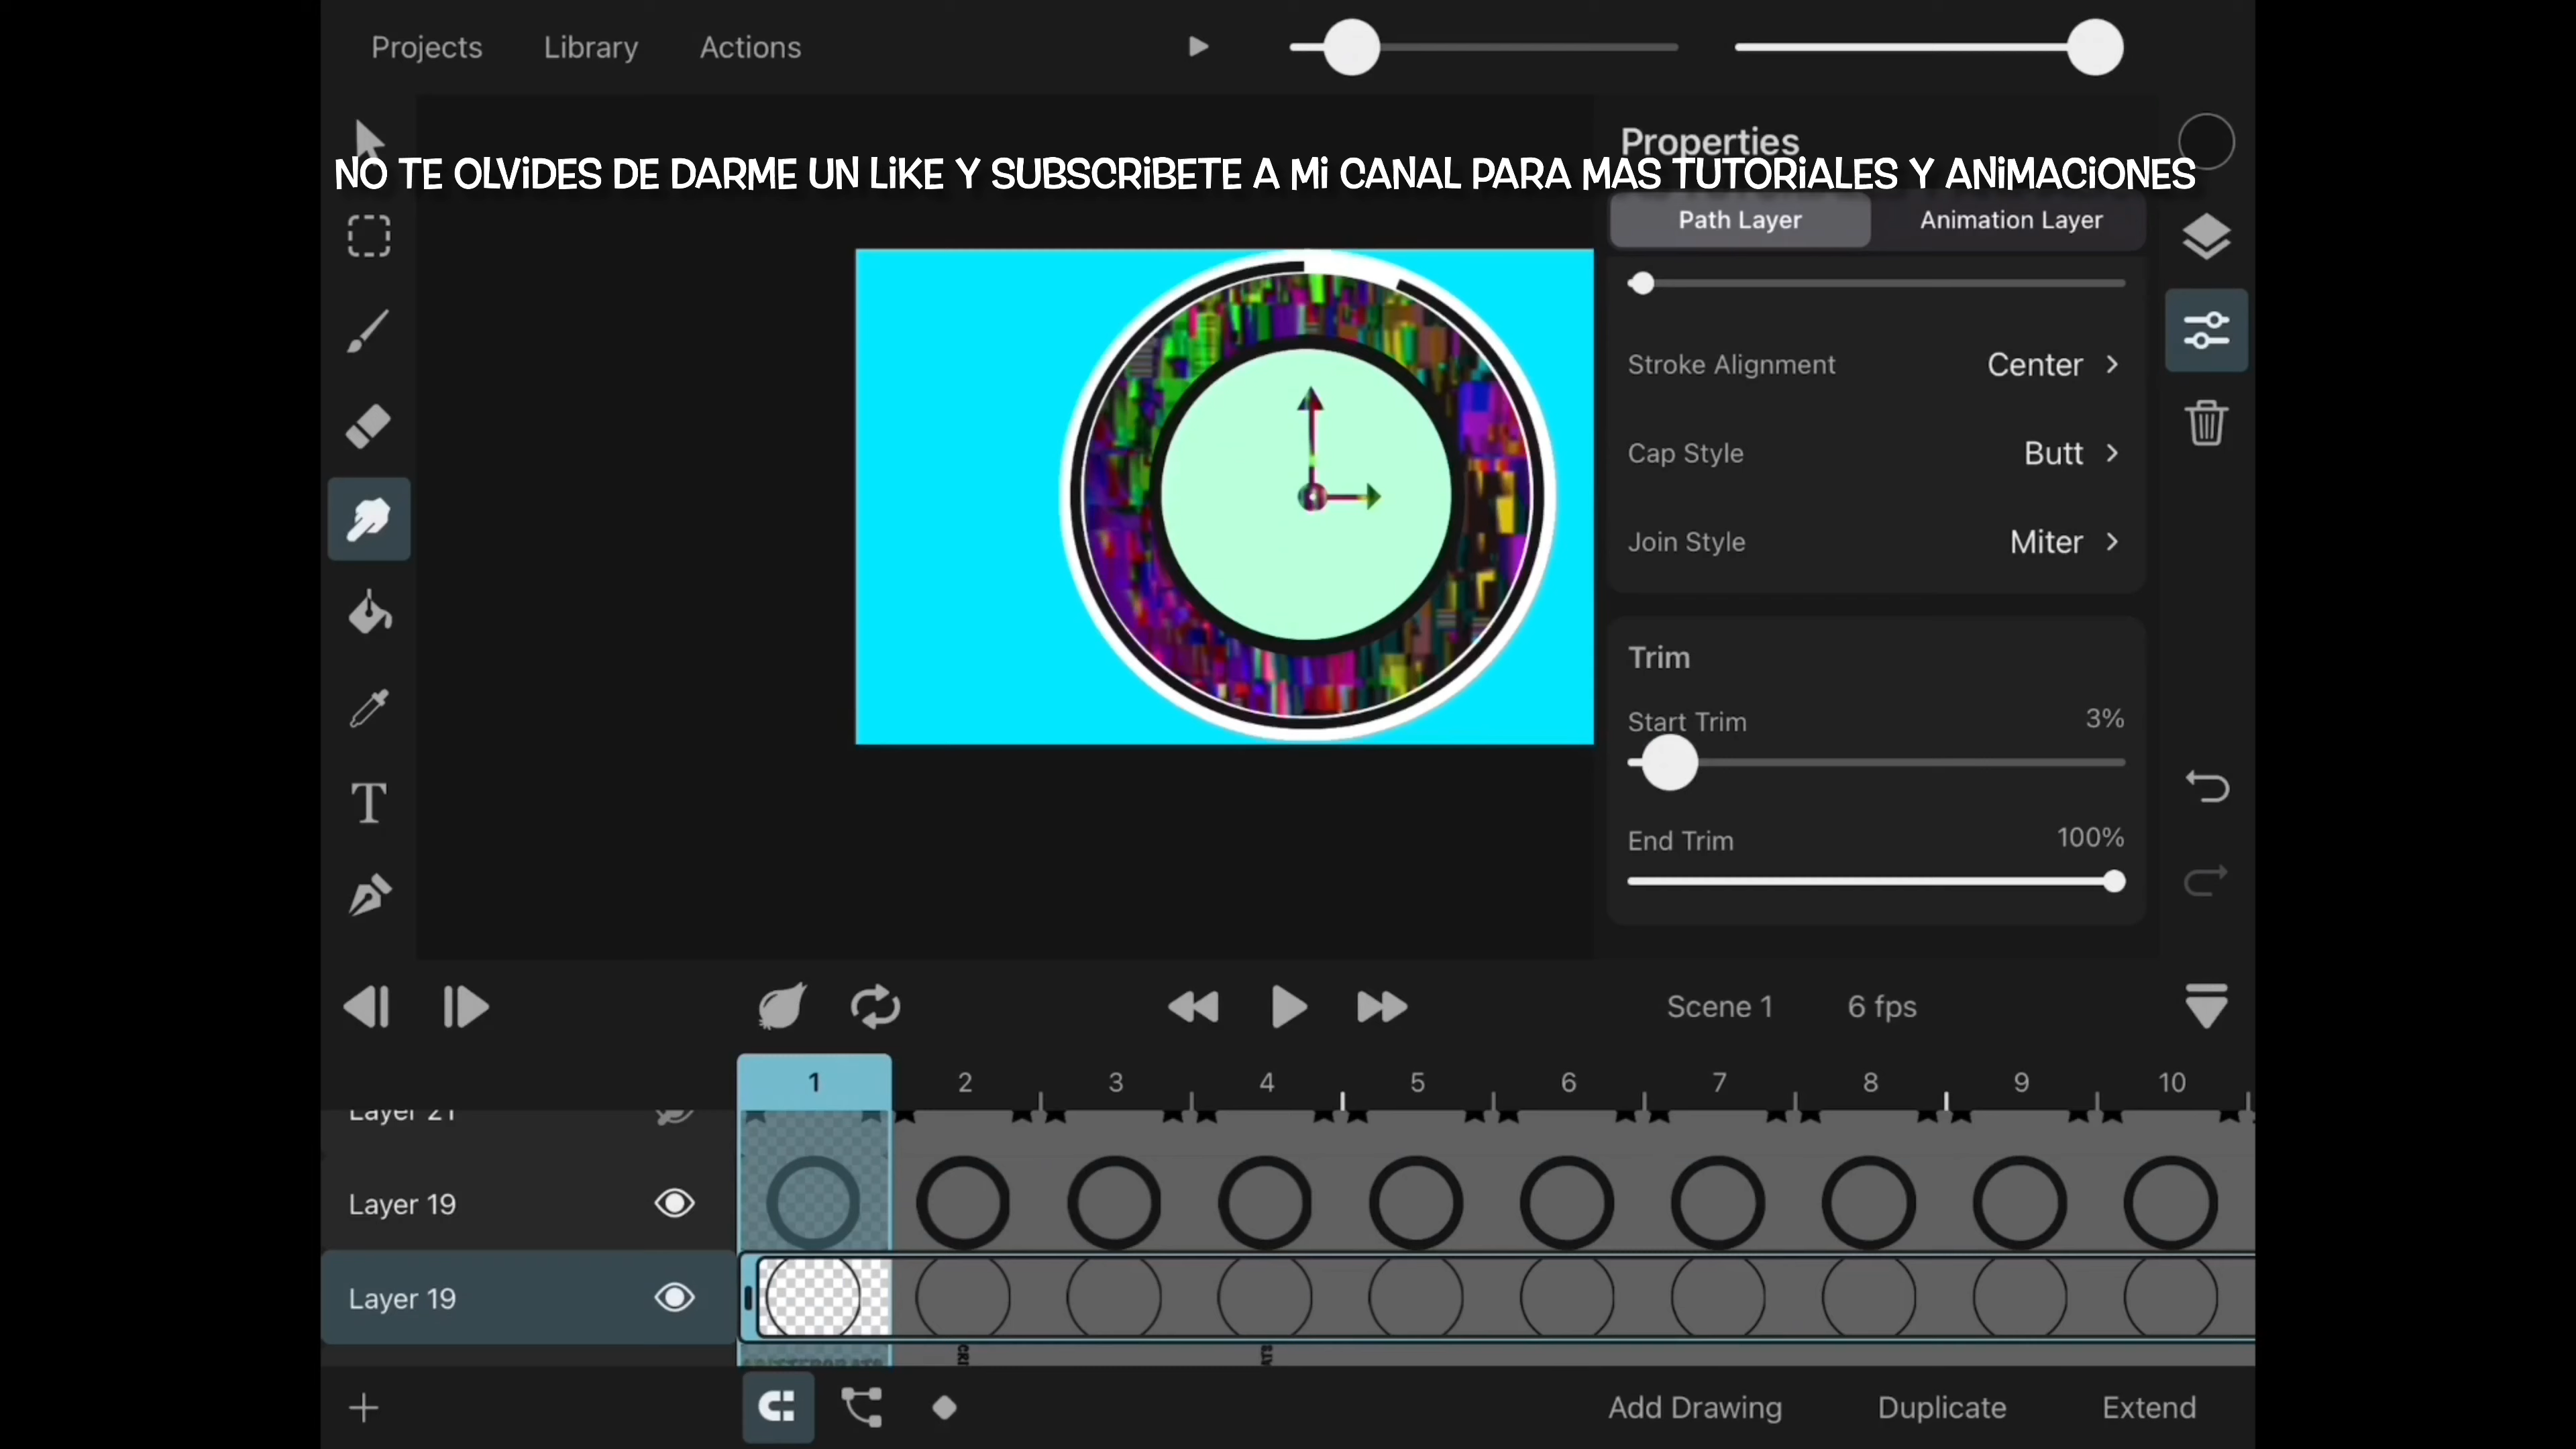 Projects Library Actions
Properties
NO TE OLVIDES DE DARME UN LIKE Y SUBSCRIBETE A MI CANAL PARA MAS TUTORIALES Y ANIMACIONES
Path Layer Animation Layer
Stroke Alignment Center
Cap Style Butt
Join Style Miter
Trim
Start Trim 3%
End Trim 100%
T
Scene 1 6 fps
1 2 3 4 5 6 7 8 9 10
Layer 21
Layer 19
Layer 19
Add Drawing Duplicate Extend